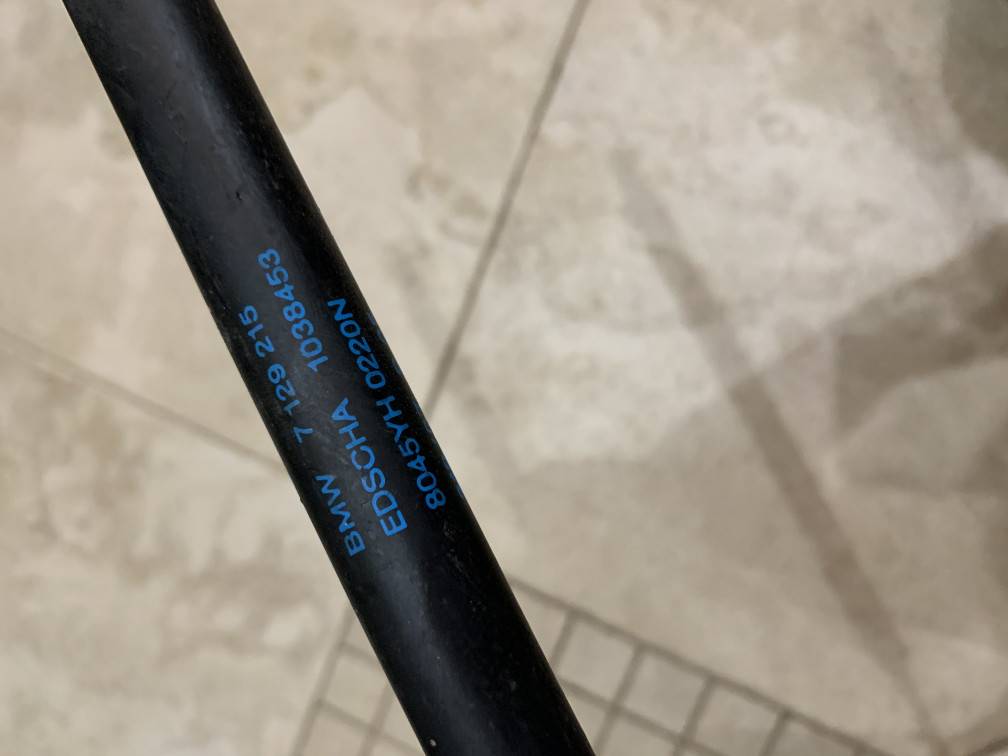 BMW 7 129 215
EDSCHA 1038453
8045YH 0220N